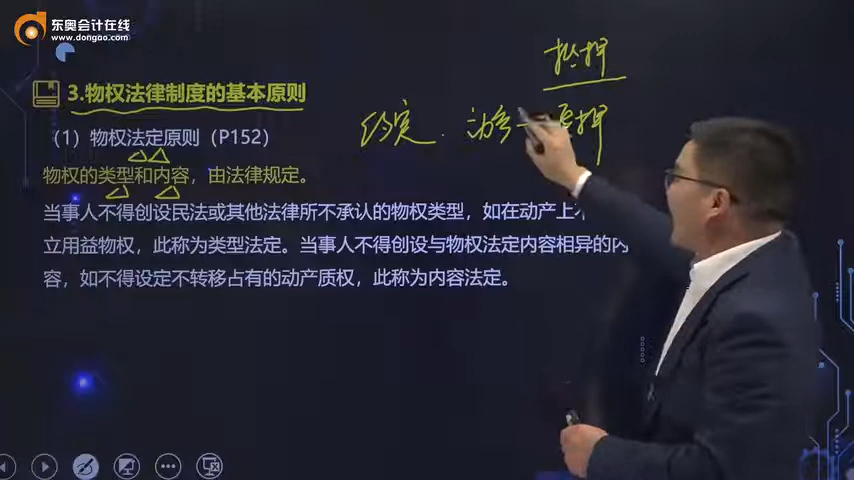 东奥会计在线
www.dongao.com
3.物权法律制度的基本原则
(1) 物权法定原则(P152)
物权的类型和内容,由法律规定。
当事人不得创设民法或其他法律所不承认的物权类型,如在动产上不
立用益物权,此称为类型法定。当事人不得创设与物权法定内容相异的内
容,如不得设定不转移占有的动产质权,此称为内容法定。
抵押
约定.